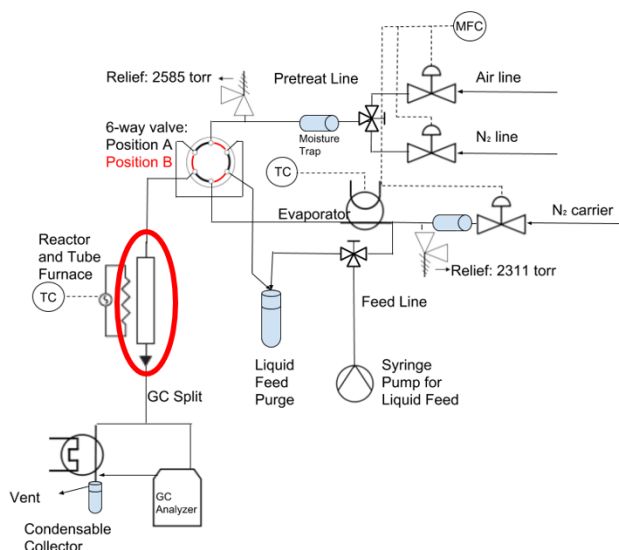 MFC
Relief: 2585 torr
Pretreat Line
Air line
6-way valve:
Position A
Position B
Moisture
Trap
N₂ line
TC
Evaporator
N₂ carrier
Reactor
and Tube
Furnace
TC
Relief: 2311 torr
Feed Line
Liquid
Feed
Purge
Syringe
Pump for
Liquid Feed
GC Split
Vent
GC
Analyzer
Condensable
Collector